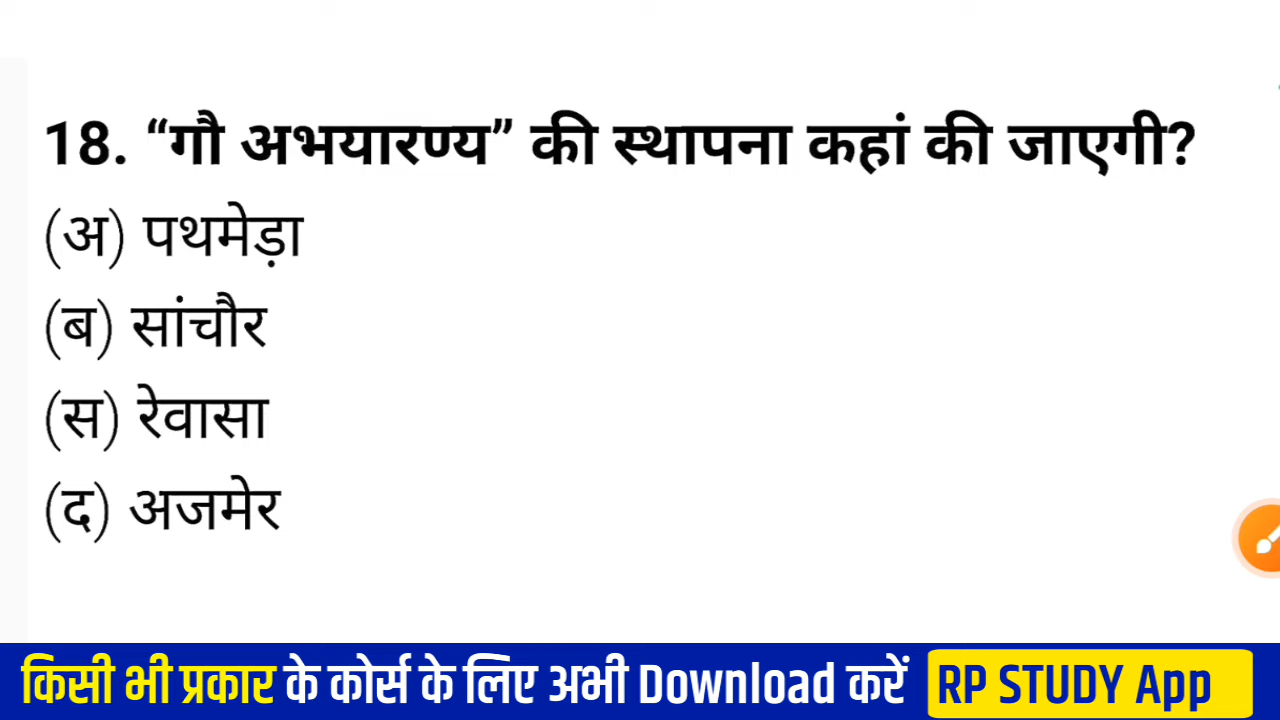 18. “गौ अभयारण्य” की स्थापना कहां की जाएगी?
(अ) पथमेड़ा
(ब) सांचौर
(स) रेवासा
(द) अजमेर
किसी भी प्रकार के कोर्स के लिए अभी Download करें RP STUDY App